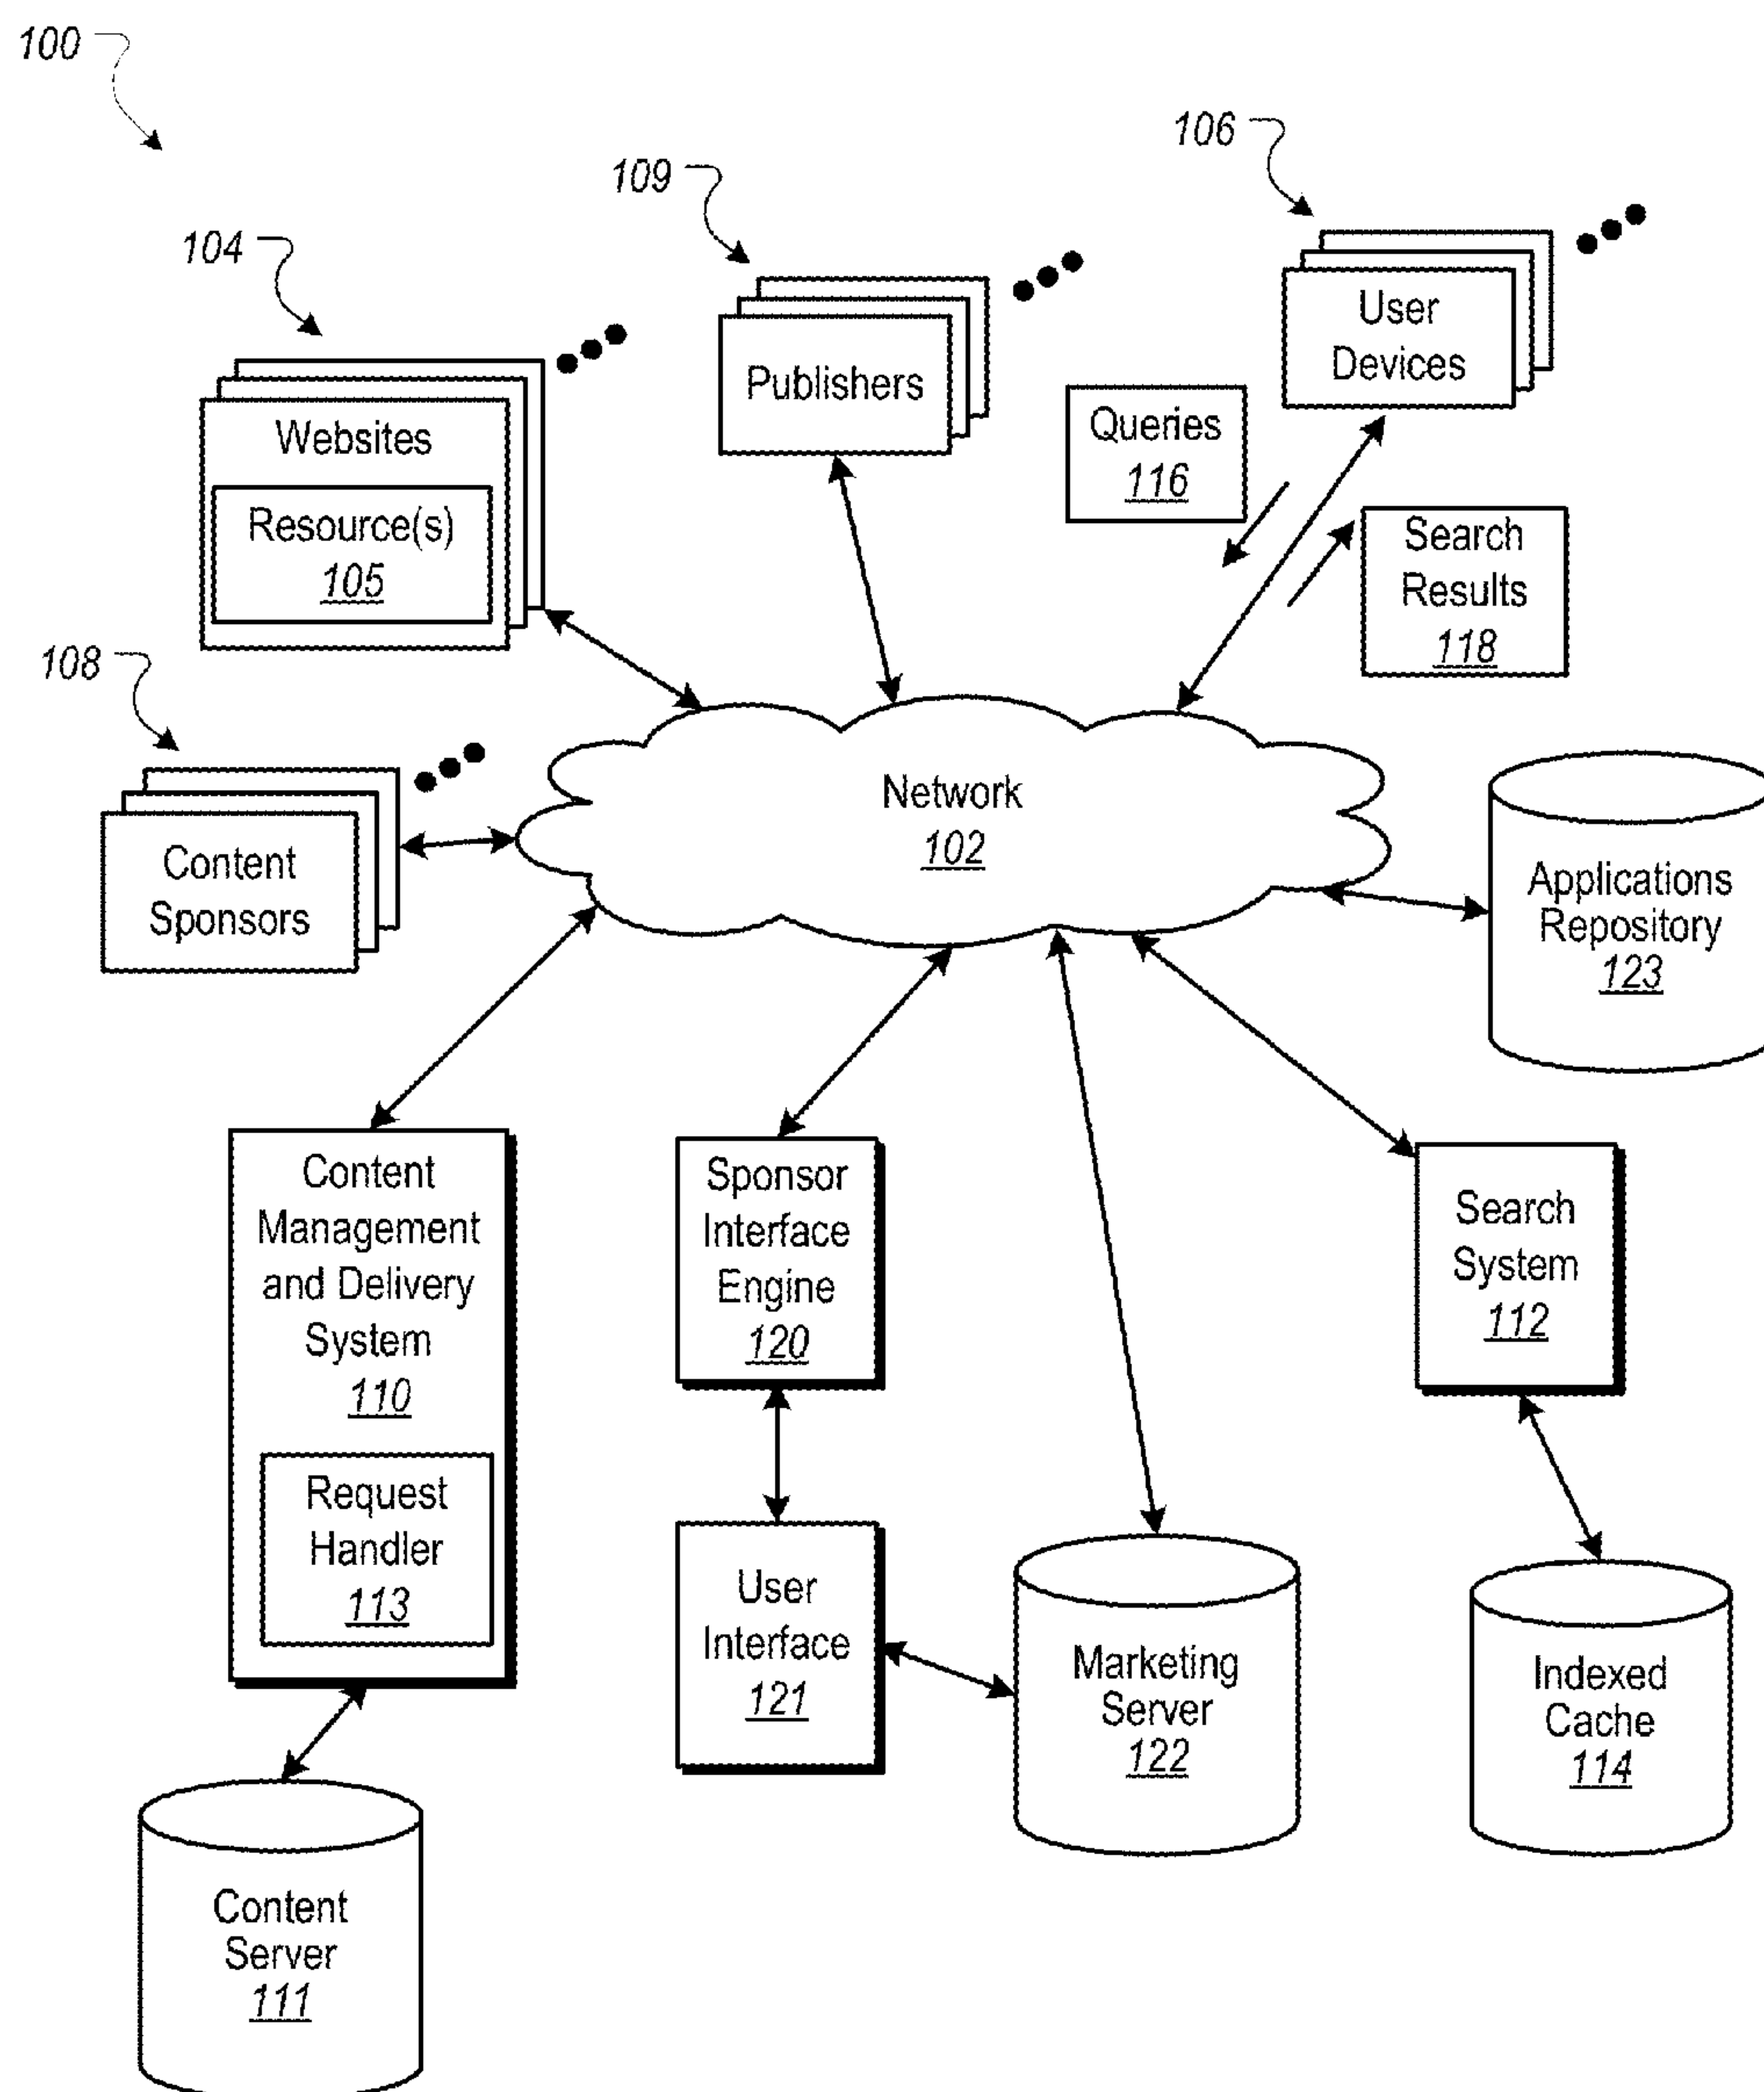 100
106
109
104
User
Devices
Publishers
Queries
116
Websites
Resource(s)
105
Search
Results
118
108
Network
102
Content
Sponsors
Applications
Repository
123
Content
Management
and Delivery
System
110
Request
Handler
113
Sponsor
Interface
Engine
120
Search
System
112
User
Interface
121
Marketing
Server
122
Indexed
Cache
114
Content
Server
111